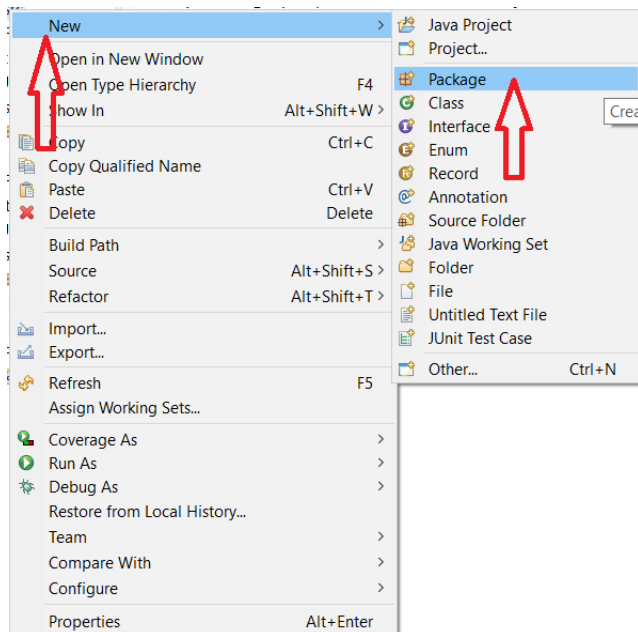 New >
Open in New Window
Open Type Hierarchy F4
Show In Alt+Shift+W >
Copy Ctrl+C
Copy Qualified Name
Paste Ctrl+V
Delete Delete
Build Path >
Source Alt+Shift+S >
Refactor Alt+Shift+T >
Import...
Export...
Refresh F5
Assign Working Sets...
Coverage As >
Run As >
Debug As >
Restore from Local History...
Team >
Compare With >
Configure >
Properties Alt+Enter
Java Project
Project...
Package
Class
Interface
Enum
Record
Annotation
Source Folder
Java Working Set
Folder
File
Untitled Text File
JUnit Test Case
Other... Ctrl+N
Crea